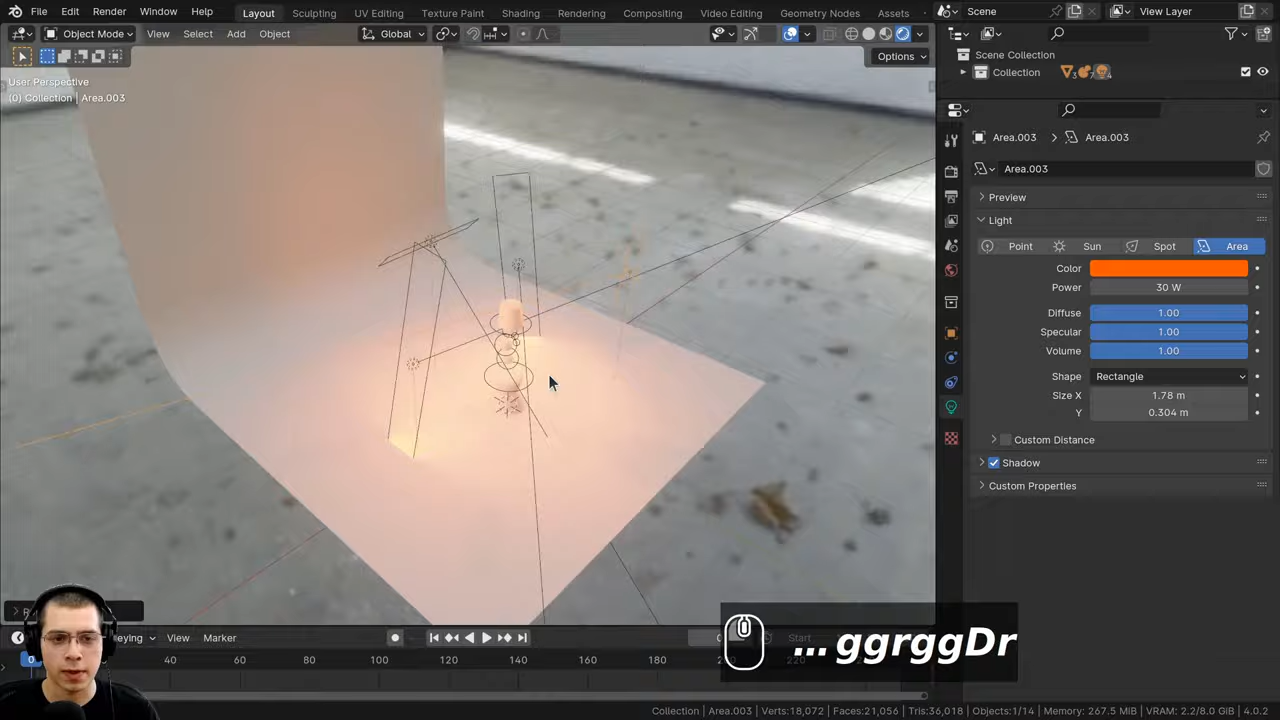 File Edit Render Window Help Layout Sculpting UV Editing Texture Paint Shading Rendering Compositing Video Editing Geometry Nodes Assets Scene View Layer
Object Mode View Select Add Object Global
Options
User Perspective
(0) Collection | Area.003
Scene Collection
Collection 3 4
Area.003 > Area.003
Area.003
Preview
Light
Point Sun Spot Area
Color
Power 30 W
Diffuse 1.00
Specular 1.00
Volume 1.00
Shape Rectangle
Size X 1.78 m
Y 0.304 m
Custom Distance
Shadow
Custom Properties
...ggrggDr
View Marker
Start
0 40 60 80 100 120 140 160 180 200 220
Collection | Area.003 | Verts:18,072 | Faces:21,056 | Tris:36,018 | Objects:1/14 | Memory: 267.5 MiB | VRAM: 2.2/8.0 GiB | 4.0.2